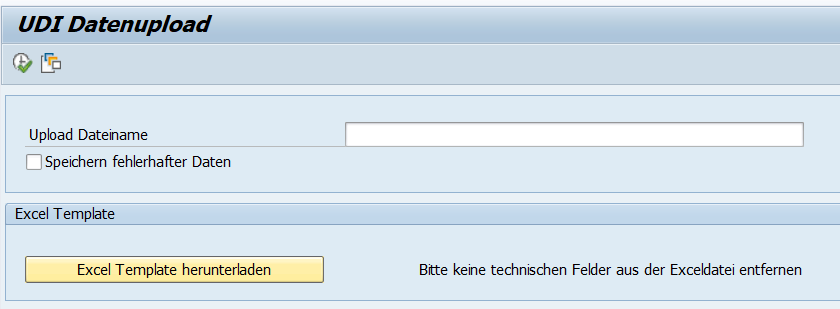 UDI Datenupload
Upload Dateiname
Speichern fehlerhafter Daten
Excel Template
Excel Template herunterladen
Bitte keine technischen Felder aus der Exceldatei entfernen